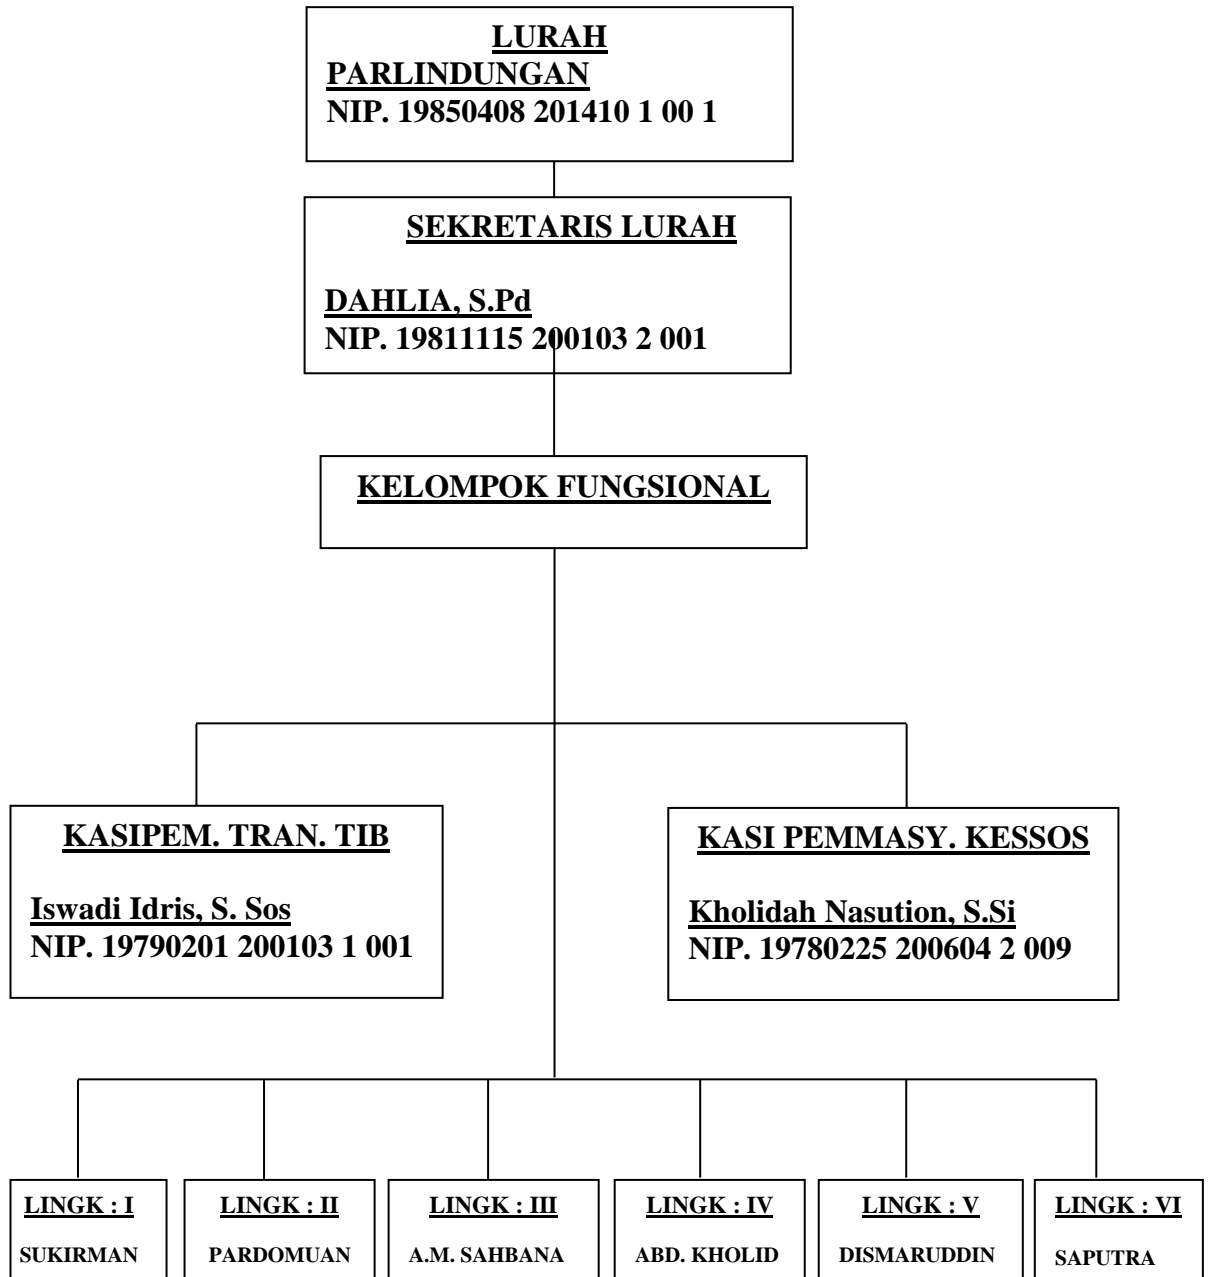 LURAH
PARLINDUNGAN
NIP. 19850408 201410 1 00 1
SEKRETARIS LURAH
DAHLIA, S.Pd
NIP. 19811115 200103 2 001
KELOMPOK FUNGSIONAL
KASIPEM. TRAN. TIB
Iswadi Idris, S. Sos
NIP. 19790201 200103 1 001
KASI PEMMASY. KESSOS
Kholidah Nasution, S.Si
NIP. 19780225 200604 2 009
LINGK : I
SUKIRMAN
LINGK : II
PARDOMUAN
LINGK : III
A.M. SAHBANA
LINGK : IV
ABD. KHOLID
LINGK : V
DISMARUDDIN
LINGK : VI
SAPUTRA